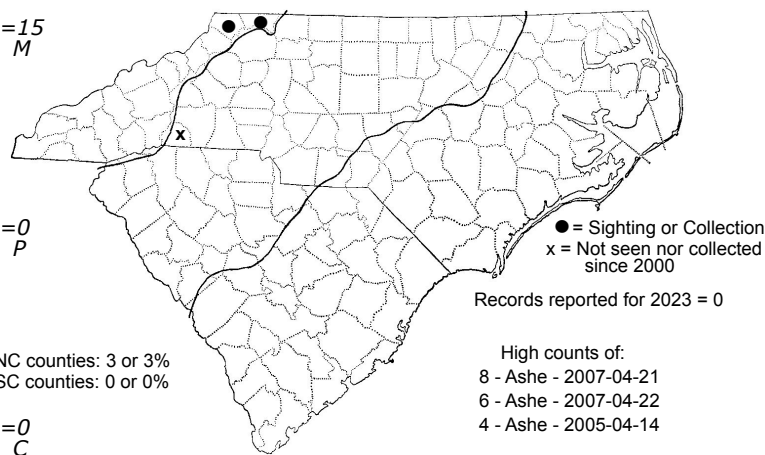 =15
M
x
=0
P
● = Sighting or Collection
x = Not seen nor collected
since 2000
Records reported for 2023 = 0
NC counties: 3 or 3%
SC counties: 0 or 0%
High counts of:
8 - Ashe - 2007-04-21
6 - Ashe - 2007-04-22
4 - Ashe - 2005-04-14
=0
C